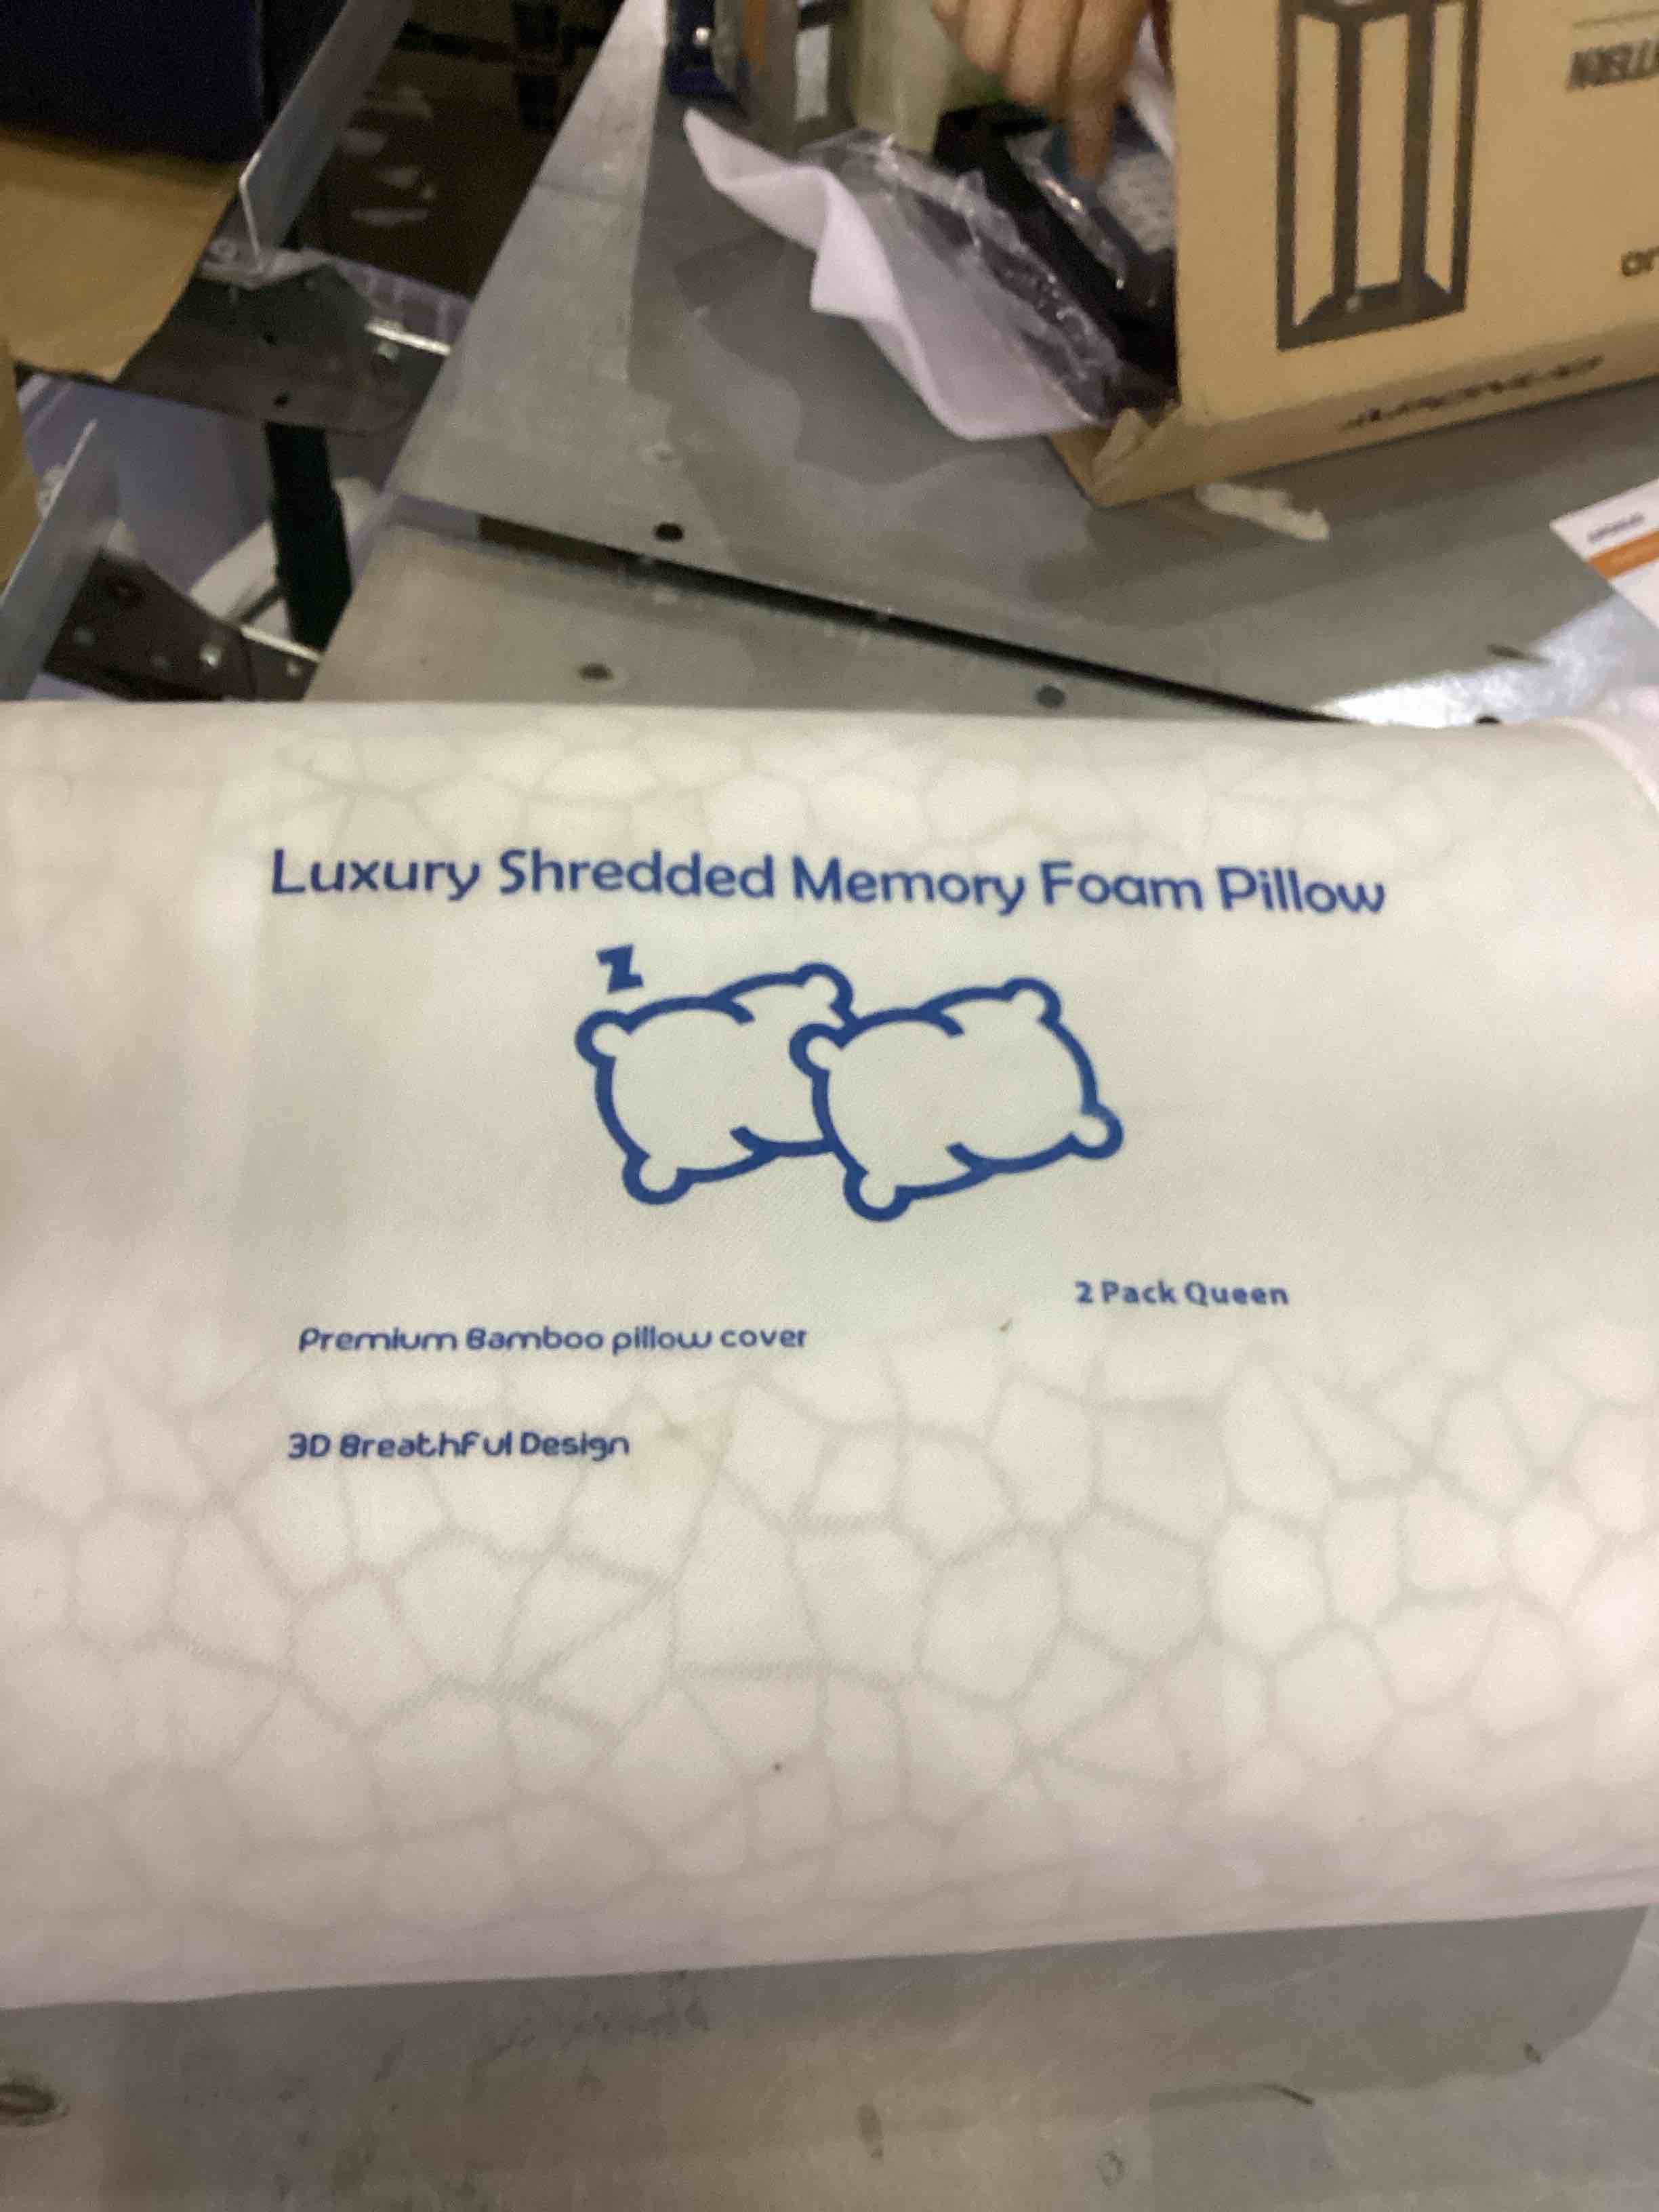 Luxury Shredded Memory Foam Pillow
Z
2 Pack Queen
Premium Bamboo pillow cover
3D Breathful Design